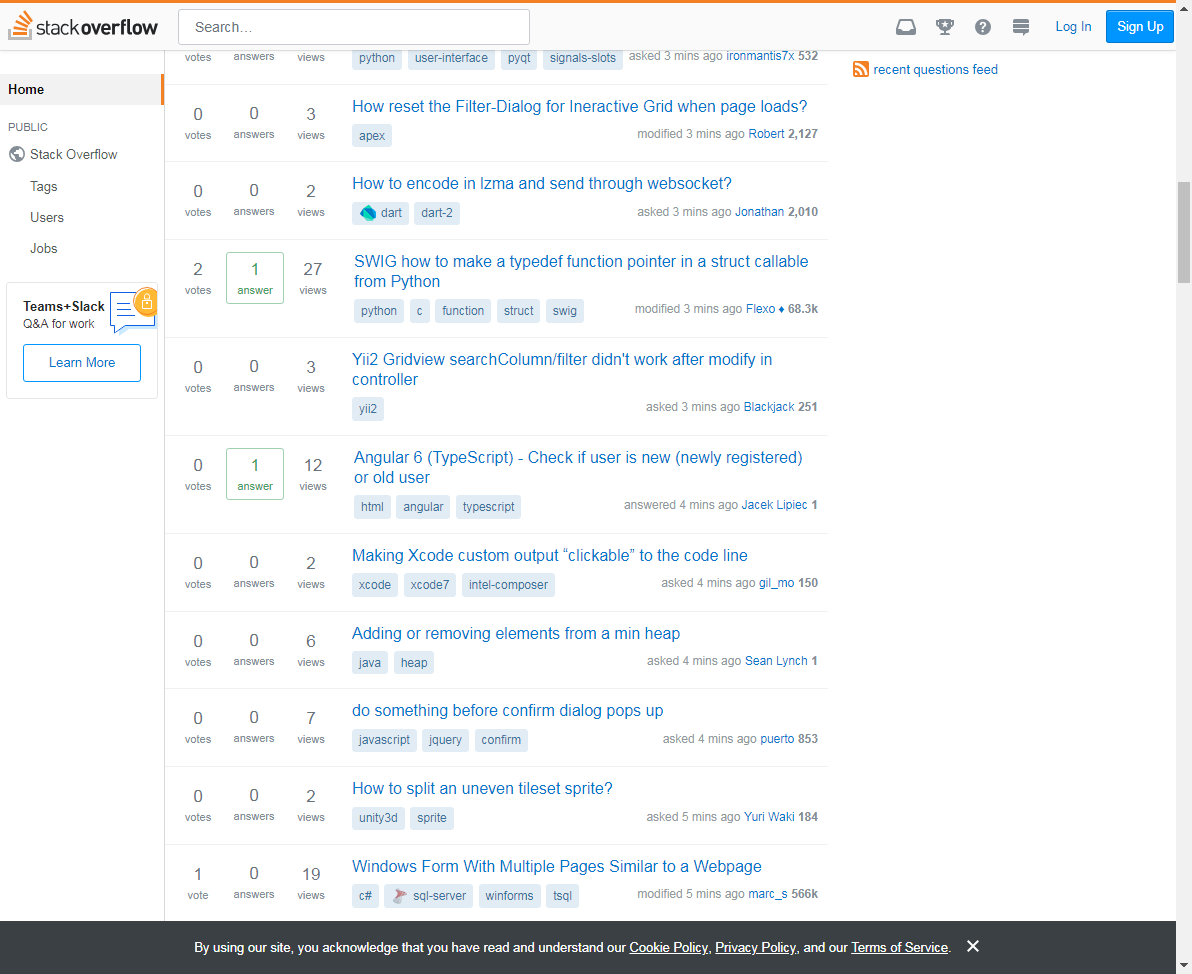 stackoverflow
Search…
Log In
Sign Up
Home
PUBLIC
Stack Overflow
Tags
Users
Jobs
Teams+Slack
Q&A for work
Learn More
votes answers views
python user-interface pyqt signals-slots
asked 3 mins ago ironmantis7x 532
0 votes 0 answers 3 views
How reset the Filter-Dialog for Ineractive Grid when page loads?
apex
modified 3 mins ago Robert 2,127
0 votes 0 answers 2 views
How to encode in lzma and send through websocket?
dart dart-2
asked 3 mins ago Jonathan 2,010
2 votes 1 answer 27 views
SWIG how to make a typedef function pointer in a struct callable
from Python
python c function struct swig
modified 3 mins ago Flexo ♦ 68.3k
0 votes 0 answers 3 views
Yii2 Gridview searchColumn/filter didn't work after modify in
controller
yii2
asked 3 mins ago Blackjack 251
0 votes 1 answer 12 views
Angular 6 (TypeScript) - Check if user is new (newly registered)
or old user
html angular typescript
answered 4 mins ago Jacek Lipiec 1
0 votes 0 answers 2 views
Making Xcode custom output “clickable” to the code line
xcode xcode7 intel-composer
asked 4 mins ago gil_mo 150
0 votes 0 answers 6 views
Adding or removing elements from a min heap
java heap
asked 4 mins ago Sean Lynch 1
0 votes 0 answers 7 views
do something before confirm dialog pops up
javascript jquery confirm
asked 4 mins ago puerto 853
0 votes 0 answers 2 views
How to split an uneven tileset sprite?
unity3d sprite
asked 5 mins ago Yuri Waki 184
1 vote 0 answers 19 views
Windows Form With Multiple Pages Similar to a Webpage
c# sql-server winforms tsql
modified 5 mins ago marc_s 566k
recent questions feed
By using our site, you acknowledge that you have read and understand our Cookie Policy, Privacy Policy, and our Terms of Service.